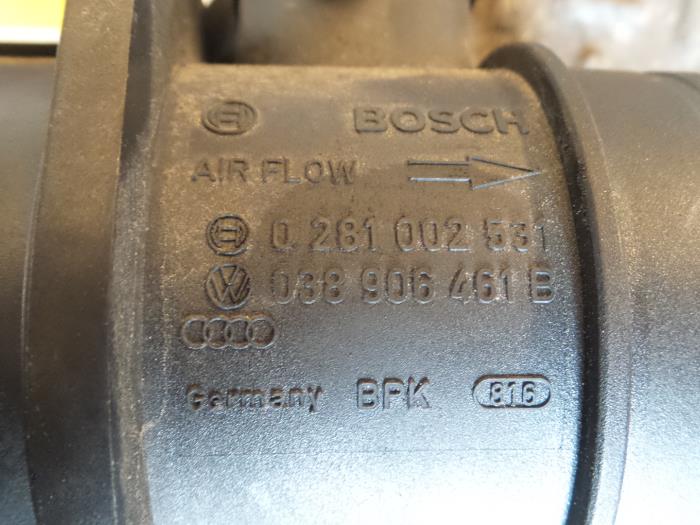 BOSCH
AIR FLOW
0 281 002 531
038 906 461 B
Germany BPK 816